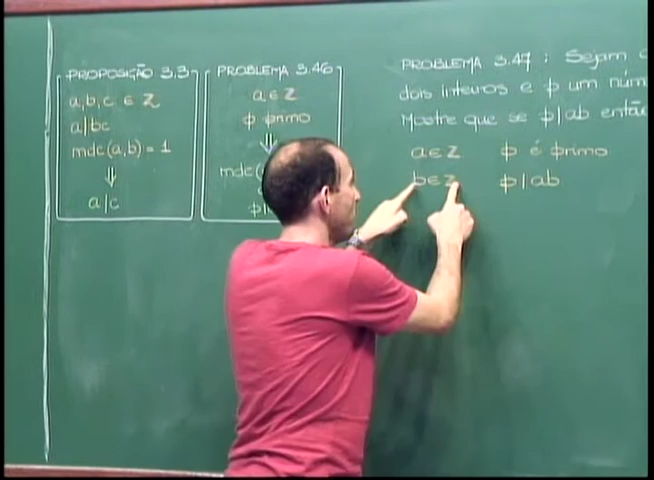 PROPOSIÇÃO 3.3
a,b,c ∈ Z
a|bc
mdc(a,b) = 1
⇓
a|c
PROBLEMA 3.46
a ∈ Z
p primo
⇓
mdc(
p|
PROBLEMA 3.47 : Sejam
dois inteiros e p um
Mostre que se p|ab então
a ∈ Z p é primo
b ∈ Z p|ab